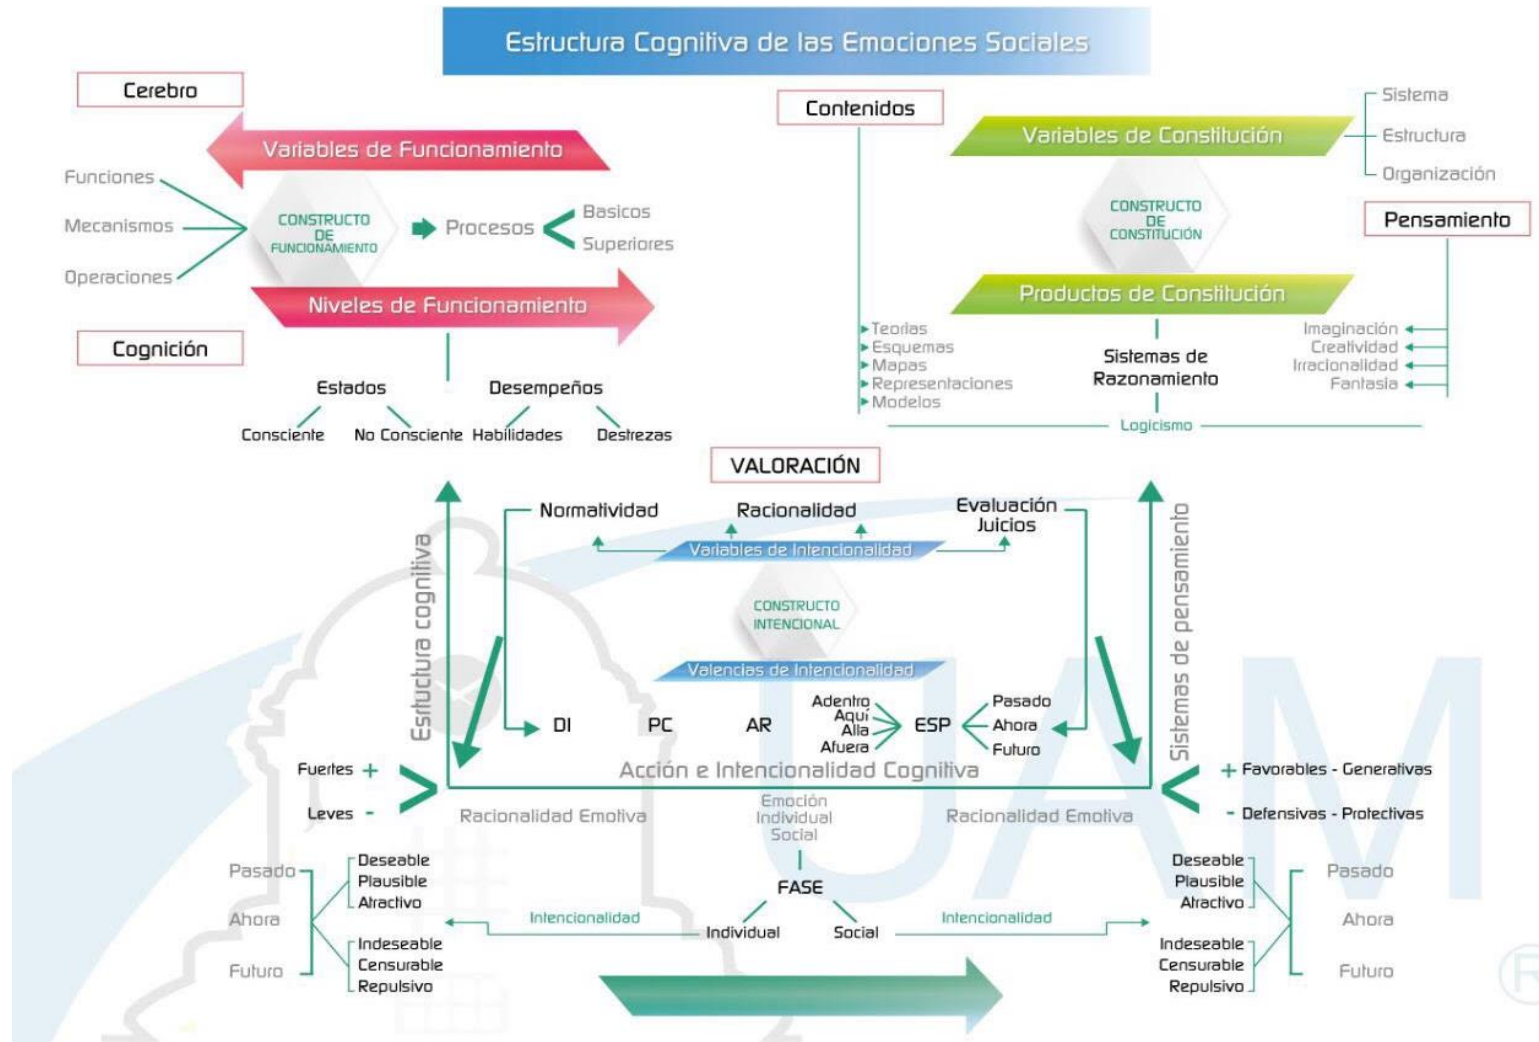 Estructura Cognitiva de las Emociones Sociales
Cerebro
Variables de Funcionamiento
Funciones
Mecanismos
Operaciones
CONSTRUCTO
DE
FUNCIONAMIENTO
Procesos
Basicos
Superiores
Niveles de Funcionamiento
Cognición
Estados
Desempeños
Consciente
No Consciente
Habilidades
Destrezas
Contenidos
Variables de Constitución
Sistema
Estructura
Organización
CONSTRUCTO
DE
CONSTITUCIÓN
Pensamiento
Productos de Constitución
Teorias
Esquemas
Mapas
Representaciones
Modelos
Sistemas de
Razonamiento
Logicismo
Imaginación
Creatividad
Irracionalidad
Fantasia
VALORACIÓN
Normatividad
Racionalidad
Evaluación
Juicios
Variables de Intencionalidad
CONSTRUCTO
INTENCIONAL
Valencias de Intencionalidad
Esrtuctura cognitiva
Sistemas de pensamiento
DI
PC
AR
Adentro
Aquí
Alla
Afuera
ESP
Pasado
Ahora
Futuro
Acción e Intencionalidad Cognitiva
Fuertes +
Leves -
Racionalidad Emotiva
Emoción
Individual
Social
Racionalidad Emotiva
+ Favorables - Generativas
- Defensivas - Protectivas
FASE
Individual
Social
Intencionalidad
Intencionalidad
Pasado
Ahora
Futuro
Deseable
Plausible
Atractivo
Indeseable
Censurable
Repulsivo
Deseable
Plausible
Atractivo
Indeseable
Censurable
Repulsivo
Pasado
Ahora
Futuro
UAM
®